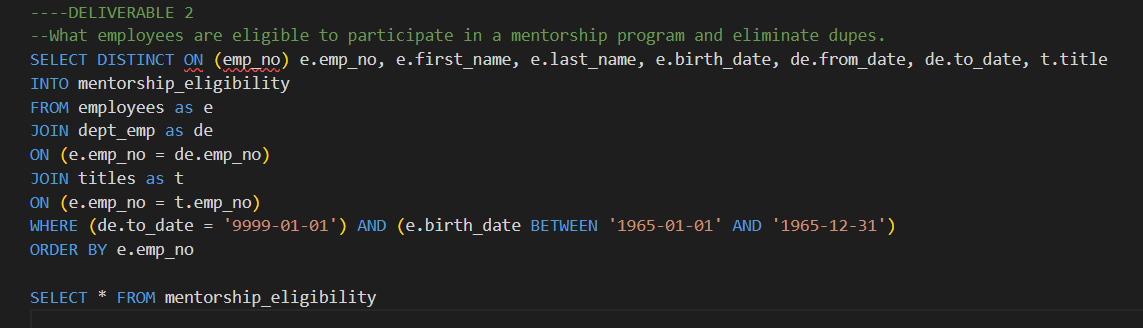 ----DELIVERABLE 2
--What employees are eligible to participate in a mentorship program and eliminate dupes.
SELECT DISTINCT ON (emp_no) e.emp_no, e.first_name, e.last_name, e.birth_date, de.from_date, de.to_date, t.title
INTO mentorship_eligibility
FROM employees as e
JOIN dept_emp as de
ON (e.emp_no = de.emp_no)
JOIN titles as t
ON (e.emp_no = t.emp_no)
WHERE (de.to_date = '9999-01-01') AND (e.birth_date BETWEEN '1965-01-01' AND '1965-12-31')
ORDER BY e.emp_no
SELECT * FROM mentorship_eligibility